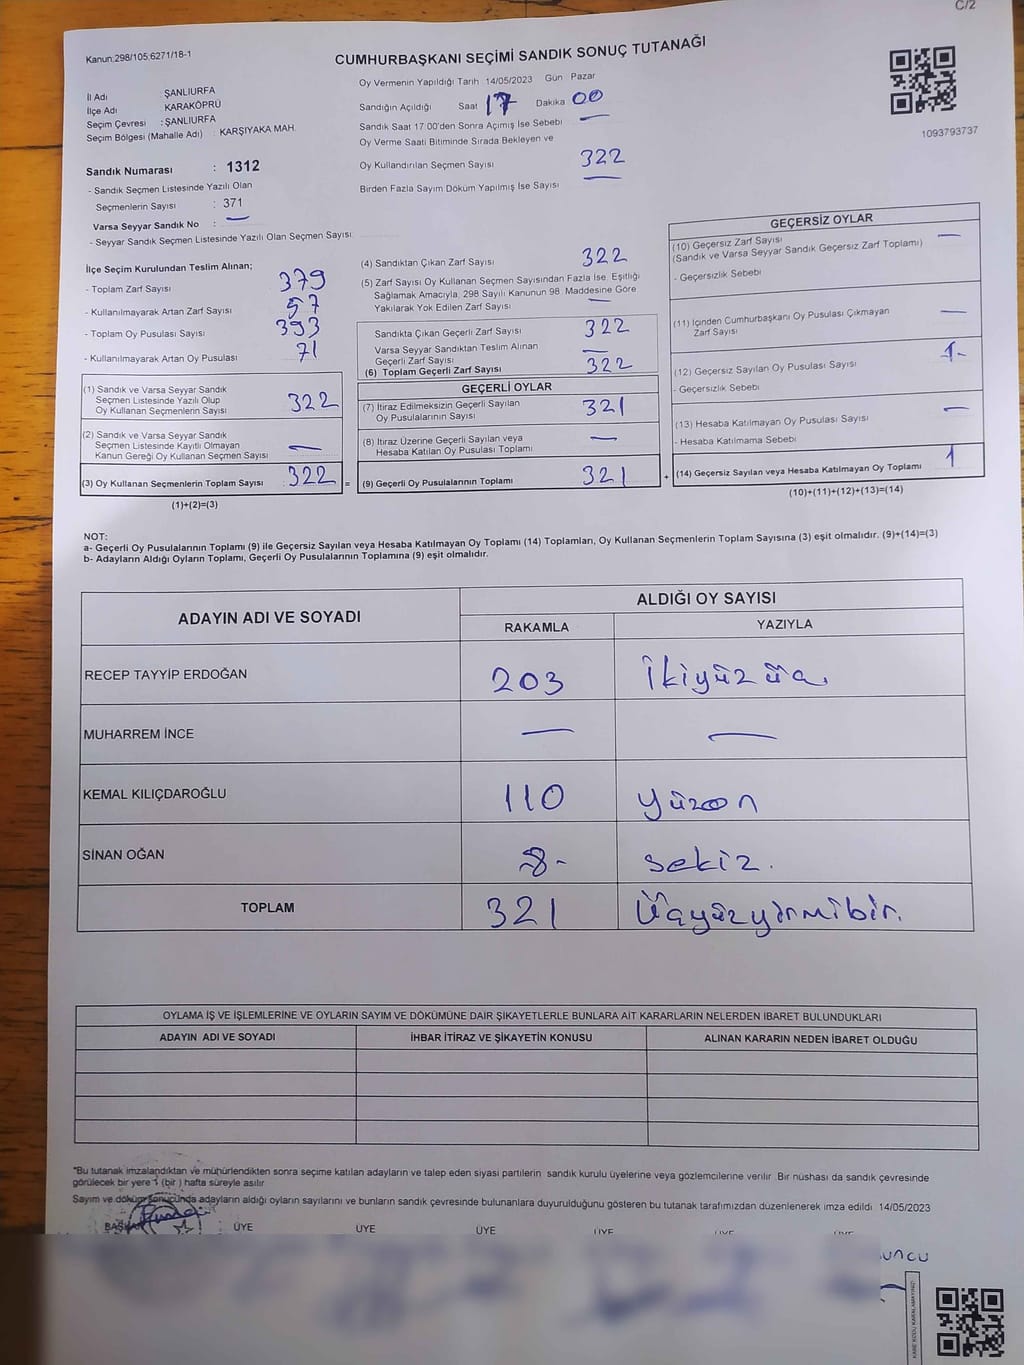 C/2
Kanun:298/105:6271/18-1
CUMHURBAŞKANI SEÇİMİ SANDIK SONUÇ TUTANAĞI
İl Adı : ŞANLIURFA
İlçe Adı KARAKÖPRÜ
Seçim Çevresi : ŞANLIURFA
Seçim Bölgesi (Mahalle Adı) : KARŞIYAKA MAH.
Oy Vermenin Yapıldığı Tarih 14/05/2023 Gün Pazar
Sandığın Açıldığı Saat 17 Dakika 00
Sandık Saat 17:00'den Sonra Açımış İse Sebebi —
Oy Verme Saati Bitiminde Sırada Bekleyen ve
Oy Kullandırılan Seçmen Sayısı 322
Birden Fazla Sayım Döküm Yapılmış İse Sayısı —
1093793737
Sandık Numarası : 1312
- Sandık Seçmen Listesinde Yazılı Olan
Seçmenlerin Sayısı : 371
Varsa Seyyar Sandık No : —
- Seyyar Sandık Seçmen Listesinde Yazılı Olan Seçmen Sayısı:
İlçe Seçim Kurulundan Teslim Alınan;
- Toplam Zarf Sayısı 379
- Kullanılmayarak Artan Zarf Sayısı 57
- Toplam Oy Pusulası Sayısı 393
- Kullanılmayarak Artan Oy Pusulası 71
(1) Sandık ve Varsa Seyyar Sandık
Seçmen Listesinde Yazılı Olup
Oy Kullanan Seçmenlerin Sayısı 322
(2) Sandık ve Varsa Seyyar Sandık
Seçmen Listesinde Kayıtlı Olmayan
Kanun Gereği Oy Kullanan Seçmen Sayısı —
(3) Oy Kullanan Seçmenlerin Toplam Sayısı : 322 =
(1)+(2)=(3)
(4) Sandıktan Çıkan Zarf Sayısı 322
(5) Zarf Sayısı Oy Kullanan Seçmen Sayısından Fazla İse, Eşitliği
Sağlamak Amacıyla, 298 Sayılı Kanunun 98. Maddesine Göre
Yakılarak Yok Edilen Zarf Sayısı —
Sandıkta Çıkan Geçerli Zarf Sayısı 322
Varsa Seyyar Sandıktan Teslim Alınan
Geçerli Zarf Sayısı —
(6) Toplam Geçerli Zarf Sayısı 322
GEÇERLİ OYLAR
(7) İtiraz Edilmeksizin Geçerli Sayılan
Oy Pusulalarının Sayısı 321
(8) İtiraz Üzerine Geçerli Sayılan veya
Hesaba Katılan Oy Pusulası Toplamı —
(9) Geçerli Oy Pusulalarının Toplamı 321 +
GEÇERSİZ OYLAR
(10) Geçersiz Zarf Sayısı —
(Sandık ve Varsa Seyyar Sandık Geçersiz Zarf Toplamı)
- Geçersizlik Sebebi
(11) İçinden Cumhurbaşkanı Oy Pusulası Çıkmayan
Zarf Sayısı —
(12) Geçersiz Sayılan Oy Pusulası Sayısı 1-
- Geçersizlik Sebebi
(13) Hesaba Katılmayan Oy Pusulası Sayısı —
- Hesaba Katılmama Sebebi
(14) Geçersiz Sayılan veya Hesaba Katılmayan Oy Toplamı 1
(10)+(11)+(12)+(13)=(14)
NOT:
a- Geçerli Oy Pusulalarının Toplamı (9) ile Geçersiz Sayılan veya Hesaba Katılmayan Oy Toplamı (14) Toplamları, Oy Kullanan Seçmenlerin Toplam Sayısına (3) eşit olmalıdır. (9)+(14)=(3)
b- Adayların Aldığı Oyların Toplamı, Geçerli Oy Pusulalarının Toplamına (9) eşit olmalıdır.
ADAYIN ADI VE SOYADI ALDIĞI OY SAYISI
RAKAMLA YAZIYLA
RECEP TAYYİP ERDOĞAN 203 İkiyüzüç.
MUHARREM İNCE — —
KEMAL KILIÇDAROĞLU 110 Yüzon
SİNAN OĞAN 8- sekiz.
TOPLAM 321 Üçyüzyirmibir.
OYLAMA İŞ VE İŞLEMLERİNE VE OYLARIN SAYIM VE DÖKÜMÜNE DAİR ŞİKAYETLERLE BUNLARA AİT KARARLARIN NELERDEN İBARET BULUNDUKLARI
ADAYIN ADI VE SOYADI İHBAR İTİRAZ VE ŞİKAYETİN KONUSU ALINAN KARARIN NEDEN İBARET OLDUĞU
*Bu tutanak imzalandıktan ve mühürlendikten sonra seçime katılan adayların ve talep eden siyasi partilerin sandık kurulu üyelerine veya gözlemcilerine verilir. Bir nüshası da sandık çevresinde
görülecek bir yere 1 (bir ) hafta süreyle asılır
Sayım ve döküm sonucunda adayların aldığı oyların sayılarını ve bunların sandık çevresinde bulunanlara duyurulduğunu gösteren bu tutanak tarafımızdan düzenlenerek imza edildi. 14/05/2023
BAŞKAN ÜYE ÜYE ÜYE ÜYE ÜYE ÜYE